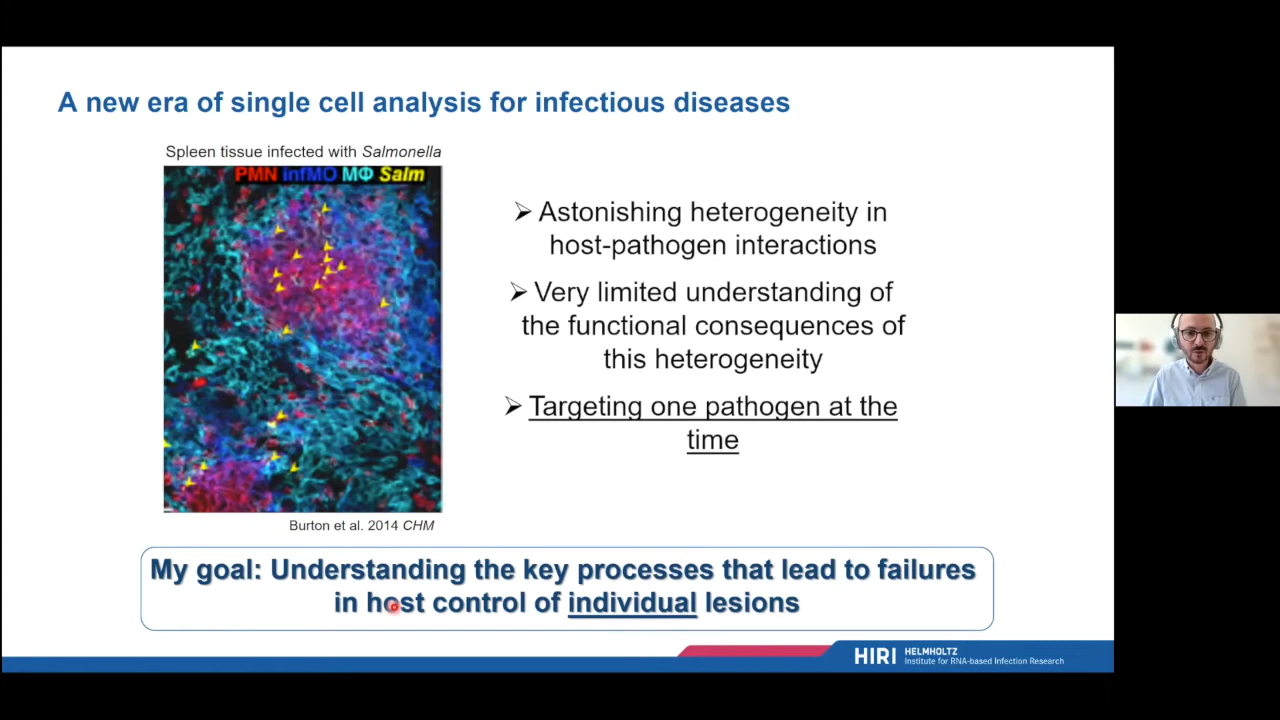 A new era of single cell analysis for infectious diseases
Spleen tissue infected with Salmonella
PMN infMO MΦ Salm
Burton et al. 2014 CHM
➢ Astonishing heterogeneity in
host-pathogen interactions
➢ Very limited understanding of
the functional consequences of
this heterogeneity
➢ Targeting one pathogen at the
time
My goal: Understanding the key processes that lead to failures
in host control of individual lesions
HIRI HELMHOLTZ
Institute for RNA-based Infection Research